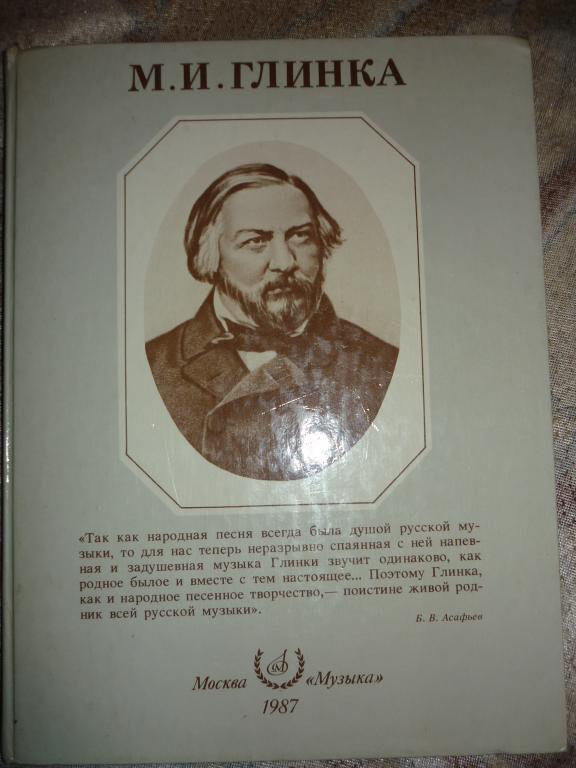 М.И.ГЛИНКА
«Так как народная песня всегда была душой русской му-
зыки, то для нас теперь неразрывно спаянная с ней напев-
ная и задушевная музыка Глинки звучит одинаково, как
родное былое и вместе с тем настоящее... Поэтому Глинка,
как и народное песенное творчество,— поистине живой род-
ник всей русской музыки».
Б. В. Асафьев
Москва «Музыка»
1987